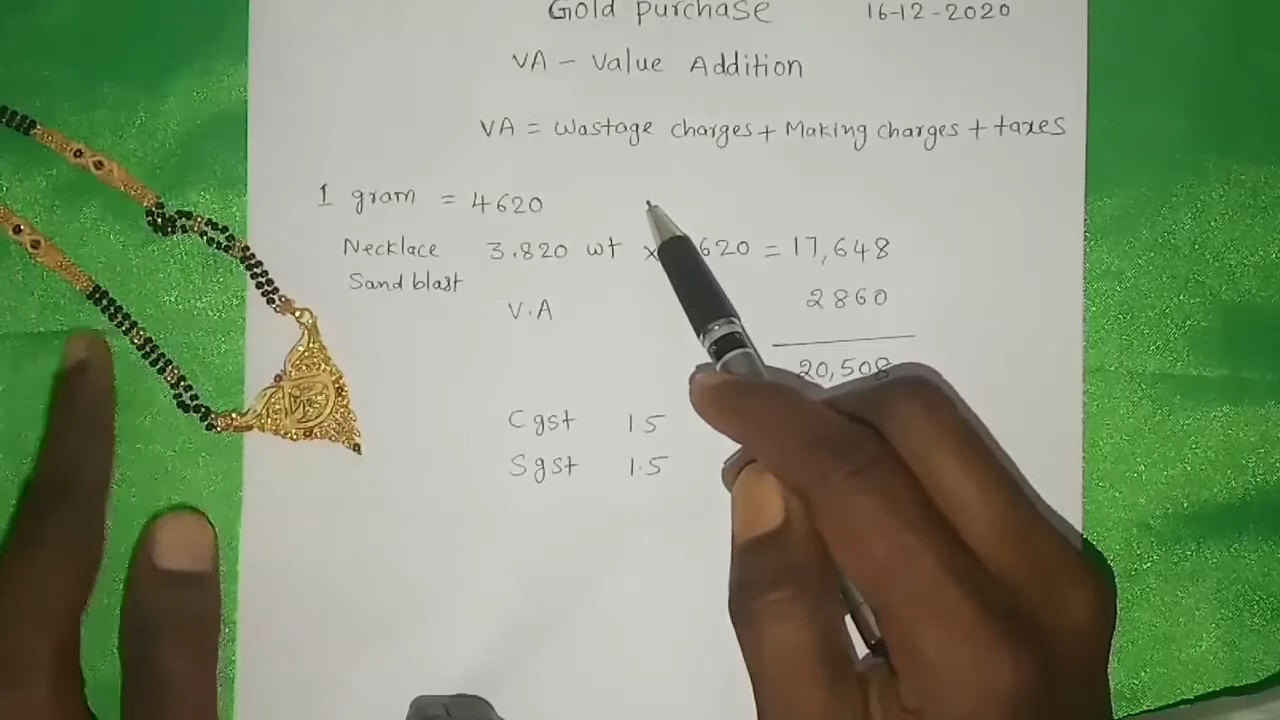 Gold Purchase 16-12-2020
VA - Value Addition
VA = Wastage charges + Making charges + taxes
1 gram = 4620
Necklace 3.820 wt x 620 = 17,648
Sand blast
V.A 2860
20,508
Cgst 1.5
Sgst 1.5